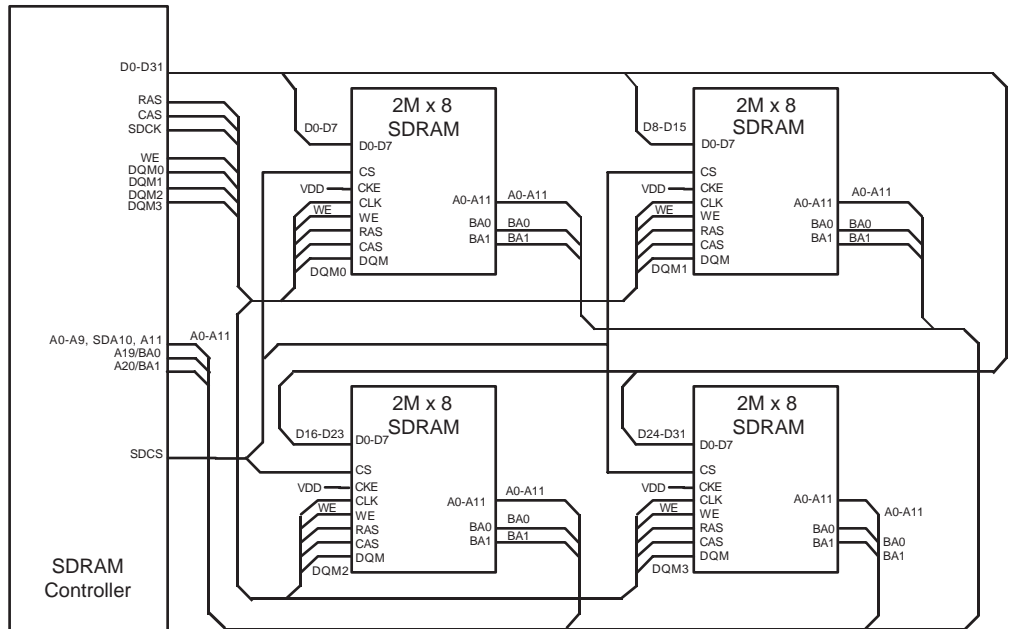 D0-D31
RAS
CAS
SDCK
WE
DQM0
DQM1
DQM2
DQM3
A0-A9, SDA10, A11
A0-A11
A19/BA0
A20/BA1
SDCS
SDRAM
Controller
2M x 8
SDRAM
D0-D7
D0-D7
CS
VDD
CKE
CLK
WE
WE
RAS
CAS
DQM
DQM0
A0-A11
A0-A11
BA0
BA0
BA1
BA1
2M x 8
SDRAM
D8-D15
D0-D7
CS
VDD
CKE
CLK
WE
WE
RAS
CAS
DQM
DQM1
A0-A11
A0-A11
BA0
BA0
BA1
BA1
2M x 8
SDRAM
D16-D23
D0-D7
CS
VDD
CKE
CLK
WE
WE
RAS
CAS
DQM
DQM2
A0-A11
A0-A11
BA0
BA0
BA1
BA1
2M x 8
SDRAM
D24-D31
D0-D7
CS
VDD
CKE
CLK
WE
WE
RAS
CAS
DQM
DQM3
A0-A11
A0-A11
BA0
BA0
BA1
BA1